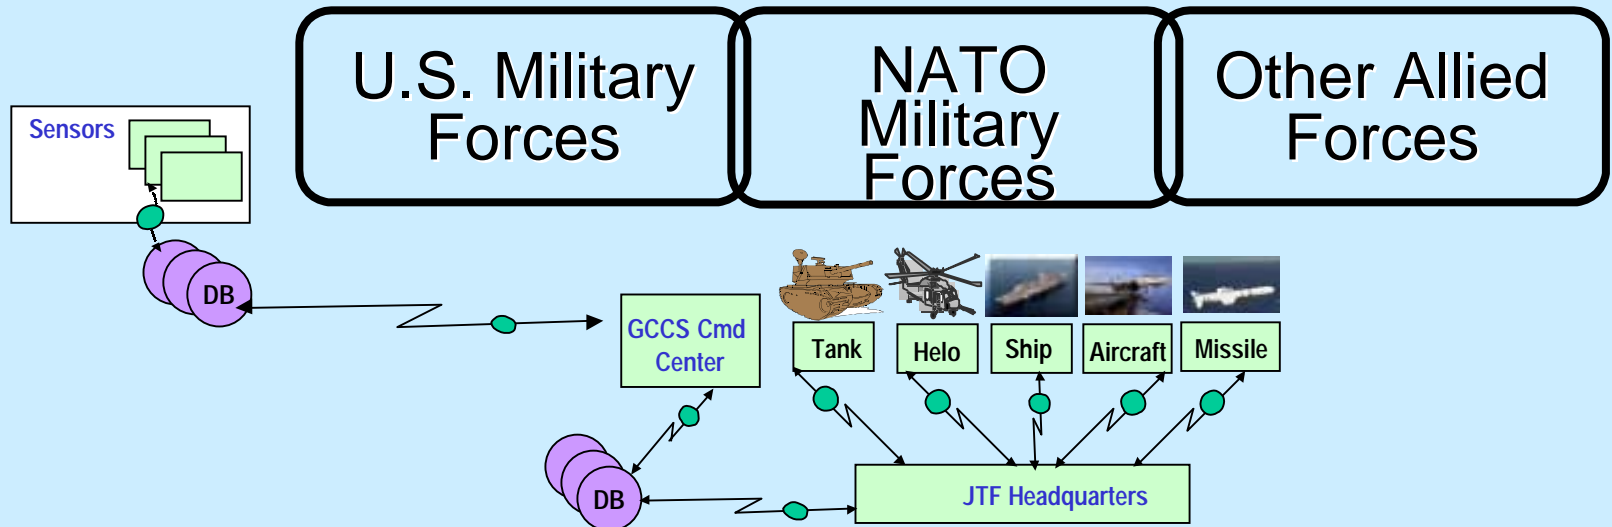 U.S. Military
Forces
NATO
Military
Forces
Other Allied
Forces
Sensors
DB
GCCS Cmd
Center
Tank
Helo
Ship
Aircraft
Missile
DB
JTF Headquarters